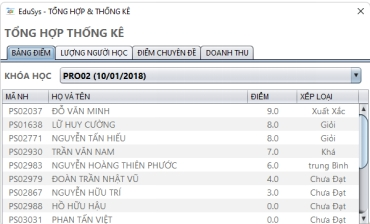 EduSys - TỔNG HỢP & THỐNG KÊ
TỔNG HỢP THỐNG KÊ
BẢNG ĐIỂM LƯỢNG NGƯỜI HỌC ĐIỂM CHUYÊN ĐỀ DOANH THU
KHÓA HỌC PRO02 (10/01/2018)
MÃ NH HỌ VÀ TÊN ĐIỂM XẾP LOẠI
PS02037 ĐỖ VĂN MINH 9.0 Xuất Xắc
PS01638 LỮ HUY CƯỜNG 8.0 Giỏi
PS02771 NGUYỄN TẤN HIẾU 8.0 Giỏi
PS02930 TRẦN VĂN NAM 7.0 Khá
PS02983 NGUYỄN HOÀNG THIÊN PHƯỚC 6.0 trung Bình
PS02979 ĐOÀN TRẦN NHẬT VŨ 4.0 Chưa Đạt
PS02867 NGUYỄN HỮU TRÍ 3.0 Chưa Đạt
PS02988 HỒ HỮU HẬU 0.0 Chưa Đạt
PS03031 PHAN TẤN VIỆT 0.0 Chưa Đạt